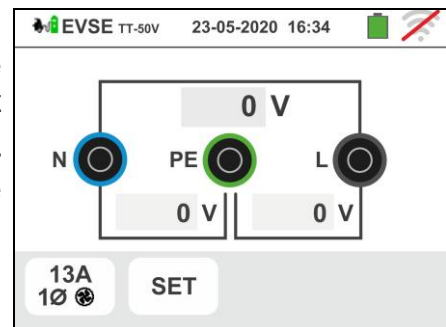 EVSE TT-50V 23-05-2020 16:34
0 V
N PE L
0 V 0 V
13A
1Ø
SET